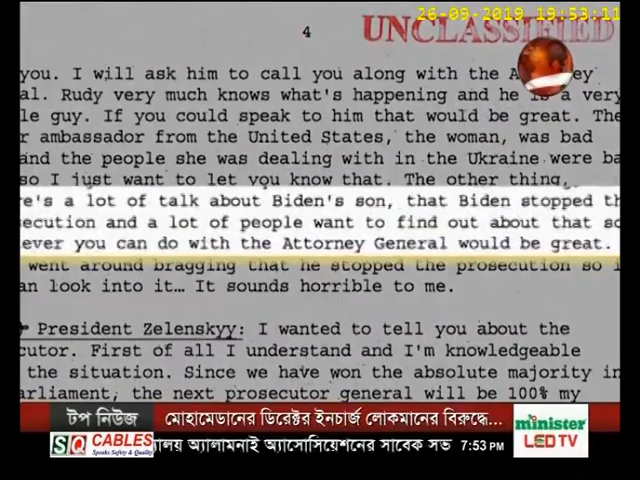 26-09-2019 19:53:11
4
UNCLASSIFIED
you. I will ask him to call you along with the
al. Rudy very much knows what's happening and he is a very
le guy. If you could speak to him that would be great. The
r ambassador from the United States, the woman, was bad
and the people she was dealing with in the Ukraine were ba
so I just want to let you know that. The other thing,
re's a lot of talk about Biden's son, that Biden stopped th
secution and a lot of people want to find out about that so
ever you can do with the Attorney General would be great.
went around bragging that he stopped the prosecution so i
an look into it… It sounds horrible to me.
President Zelenskyy: I wanted to tell you about the
cutor. First of all I understand and I'm knowledgeable
the situation. Since we have won the absolute majority in
arliament; the next prosecutor general will be 100% my
টপ নিউজ
মোহামেডানের ডিরেক্টর ইনচার্জ লোকমানের বিরুদ্ধে...
minister
LED TV
SQ CABLES
Speaks Safety & Quality
্যালয় অ্যালামনাই অ্যাসোসিয়েশনের সাবেক সভ
7:53 PM